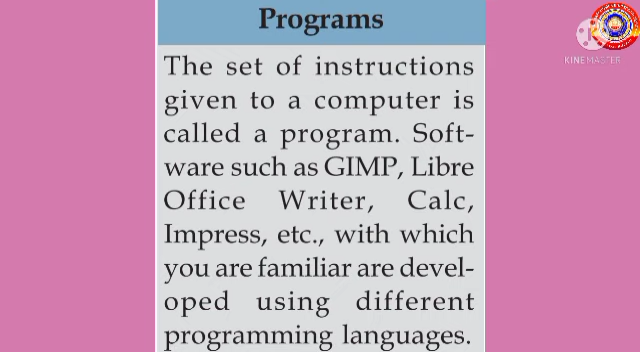 Programs
KINEMASTER
The set of instructions
given to a computer is
called a program. Soft-
ware such as GIMP, Libre
Office Writer, Calc,
Impress, etc., with which
you are familiar are devel-
oped using different
programming languages.